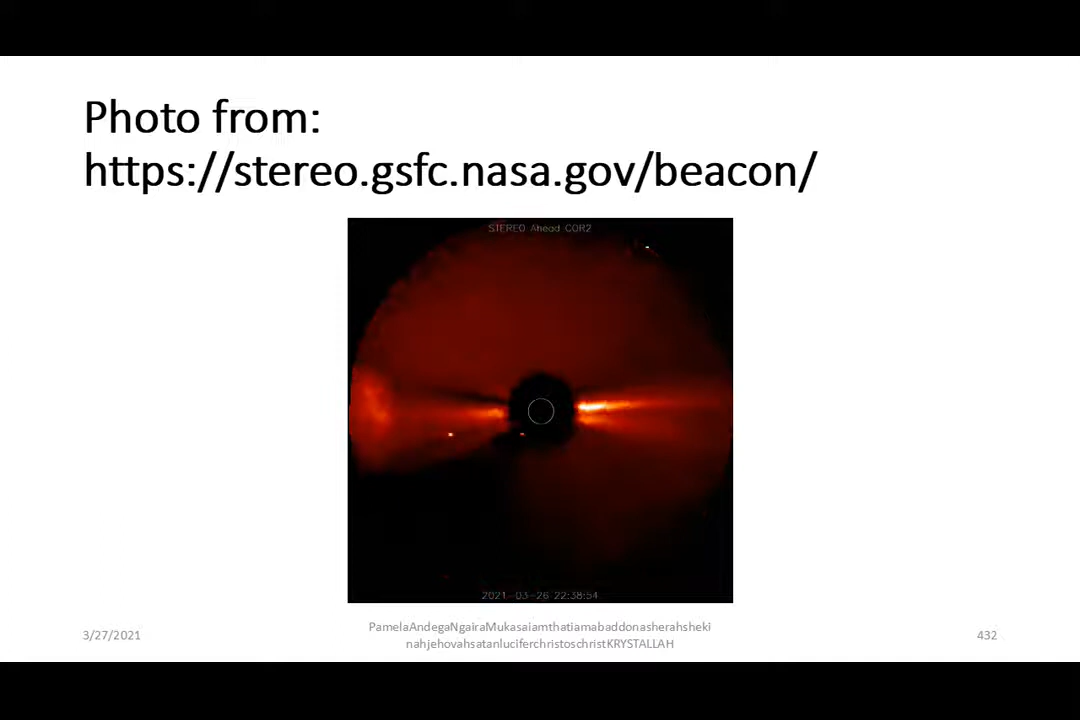 Photo from:
https://stereo.gsfc.nasa.gov/beacon/
STEREO Ahead COR2
2021-03-26 22:38:54
3/27/2021
PamelaAndegaNgairaMukasaiamthatiamabaddonasherahsheki
nahjehovahsatanluciferchristoschristKRYSTALLAH
432